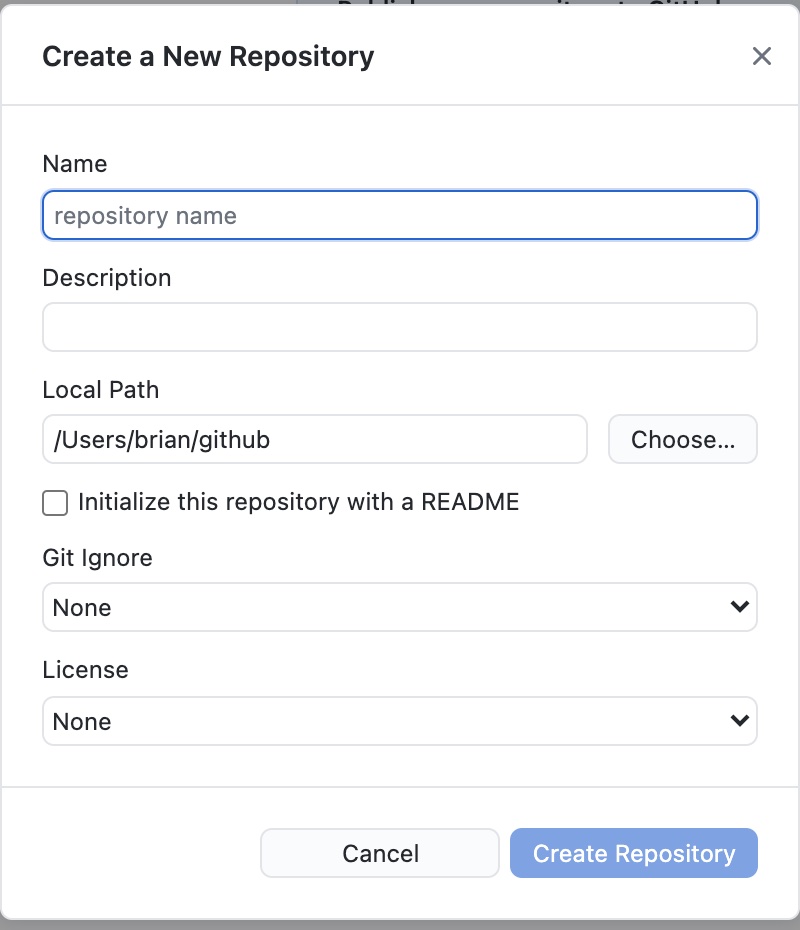 Create a New Repository
Name
repository name
Description
Local Path
/Users/brian/github
Choose...
Initialize this repository with a README
Git Ignore
None
License
None
Cancel
Create Repository